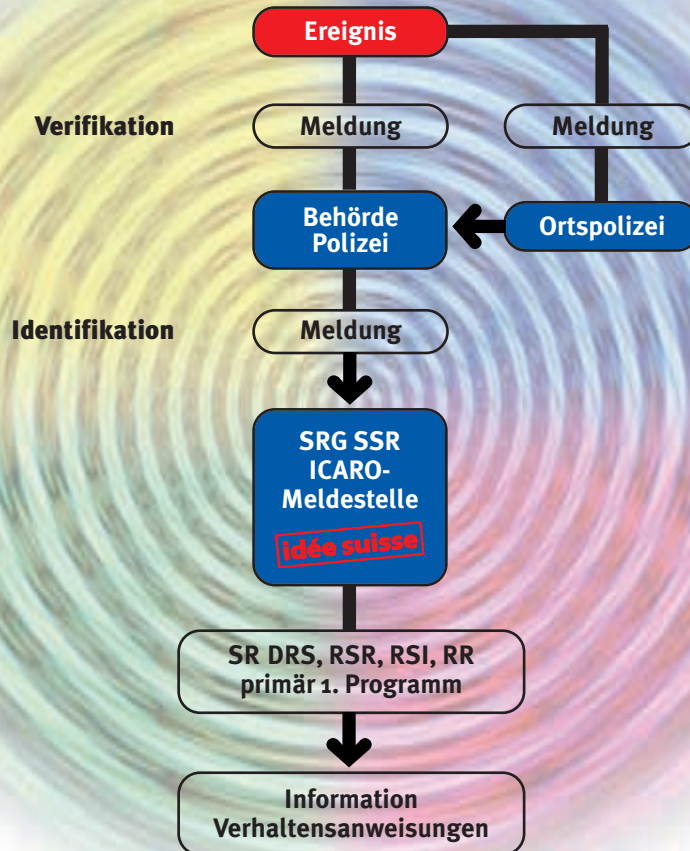 Ereignis
Verifikation
Meldung
Meldung
Behörde
Polizei
Ortspolizei
Identifikation
Meldung
SRG SSR
ICARO-
Meldestelle
idée suisse
SR DRS, RSR, RSI, RR
primär 1. Programm
Information
Verhaltensanweisungen